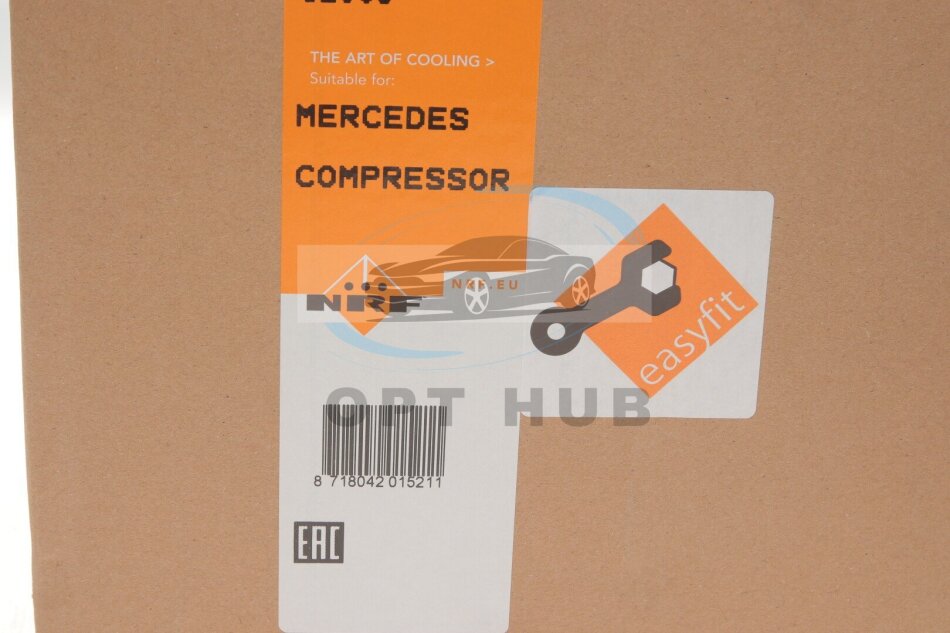 THE ART OF COOLING >
Suitable for:
MERCEDES
COMPRESSOR
NRF
NRF.EU
easyfit
OPT HUB
8 718042 015211
EAC